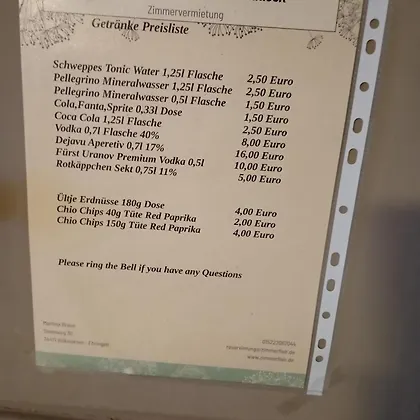 Zimmervermietung
Getränke Preisliste
Schweppes Tonic Water 1,25l Flasche 2,50 Euro
Pellegrino Mineralwasser 1,25l Flasche 2,50 Euro
Pellegrino Mineralwasser 0,5l Flasche 1,50 Euro
Cola,Fanta,Sprite 0,33l Dose 1,50 Euro
Coca Cola 1,25l Flasche 2,50 Euro
Vodka 0,7l Flasche 40% 8,00 Euro
Dejavu Aperetiv 0,7l 17% 16,00 Euro
Fürst Uranov Premium Vodka 0,5l 10,00 Euro
Rotkäppchen Sekt 0,75l 11% 5,00 Euro
Ültje Erdnüsse 180g Dose 4,00 Euro
Chio Chips 40g Tüte Red Paprika 2,00 Euro
Chio Chips 150g Tüte Red Paprika 4,00 Euro
Please ring the Bell if you have any Questions